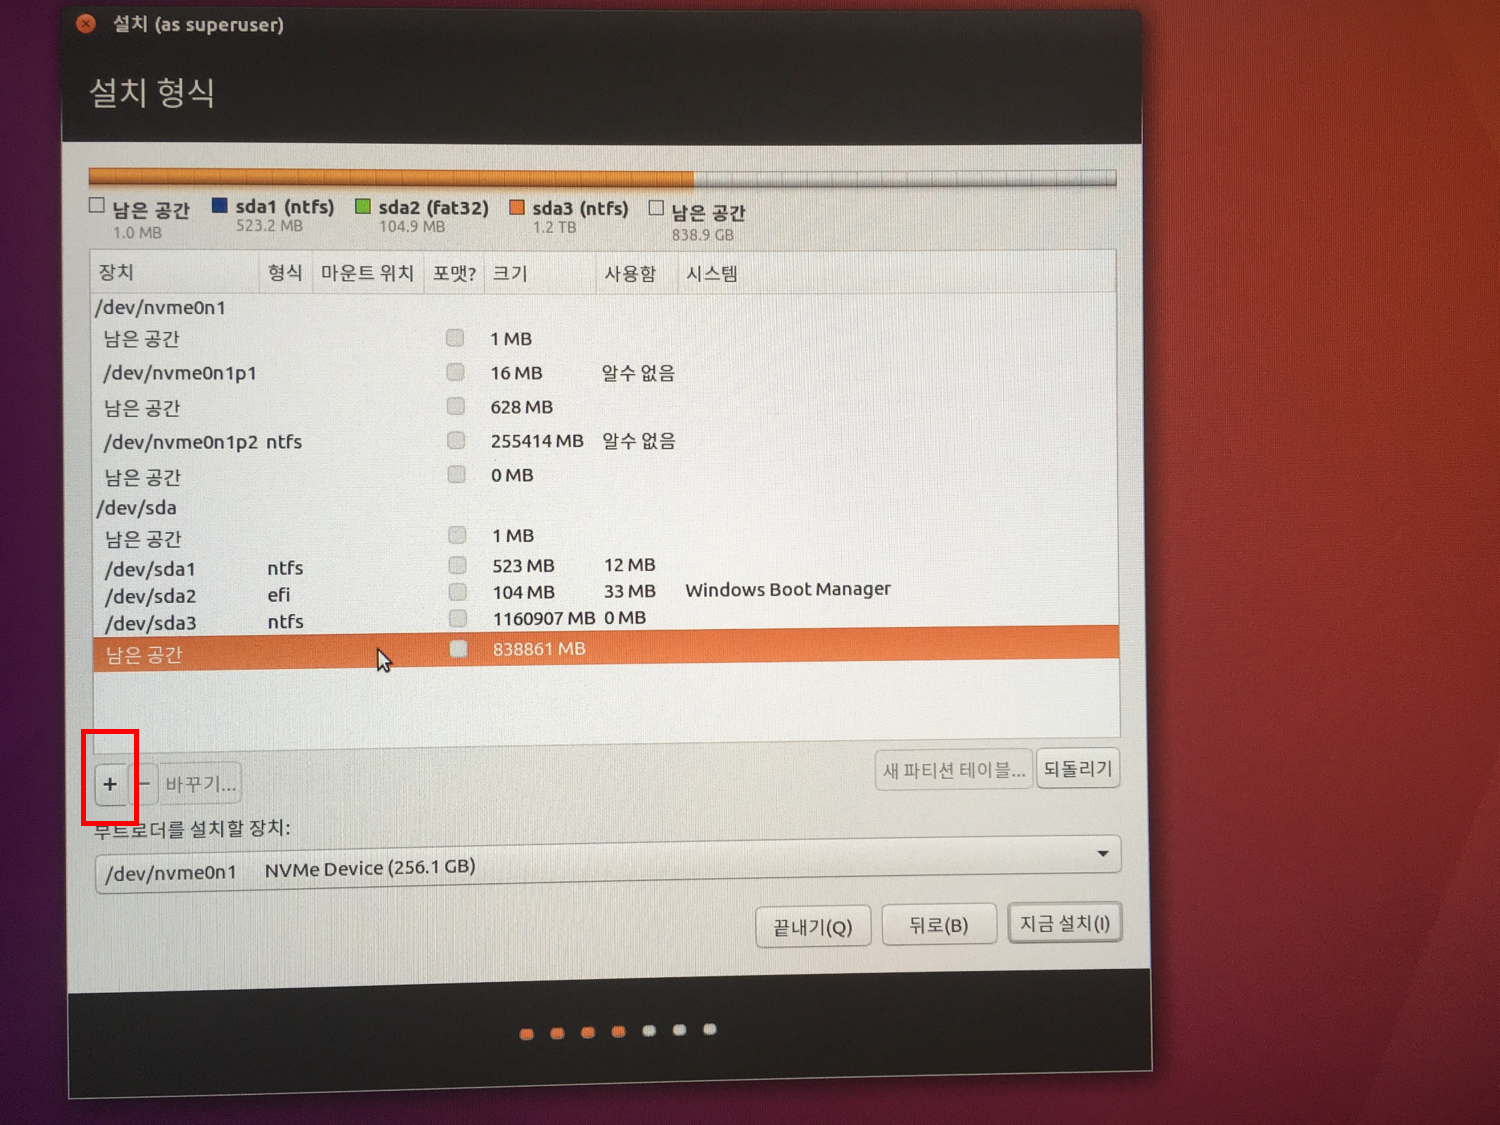 설치 (as superuser)
설치 형식
남은 공간 sda1 (ntfs) sda2 (fat32) sda3 (ntfs) 남은 공간
1.0 MB 523.2 MB 104.9 MB 1.2 TB 838.9 GB
장치 형식 마운트 위치 포맷? 크기 사용함 시스템
/dev/nvme0n1
남은 공간 1 MB
/dev/nvme0n1p1 16 MB 알수 없음
남은 공간 628 MB
/dev/nvme0n1p2 ntfs 255414 MB 알수 없음
남은 공간 0 MB
/dev/sda
남은 공간 1 MB
/dev/sda1 ntfs 523 MB 12 MB
/dev/sda2 efi 104 MB 33 MB Windows Boot Manager
/dev/sda3 ntfs 1160907 MB 0 MB
남은 공간 838861 MB
+ − 바꾸기... 새 파티션 테이블... 되돌리기
부트로더를 설치할 장치:
/dev/nvme0n1 NVMe Device (256.1 GB)
끝내기(Q) 뒤로(B) 지금 설치(I)